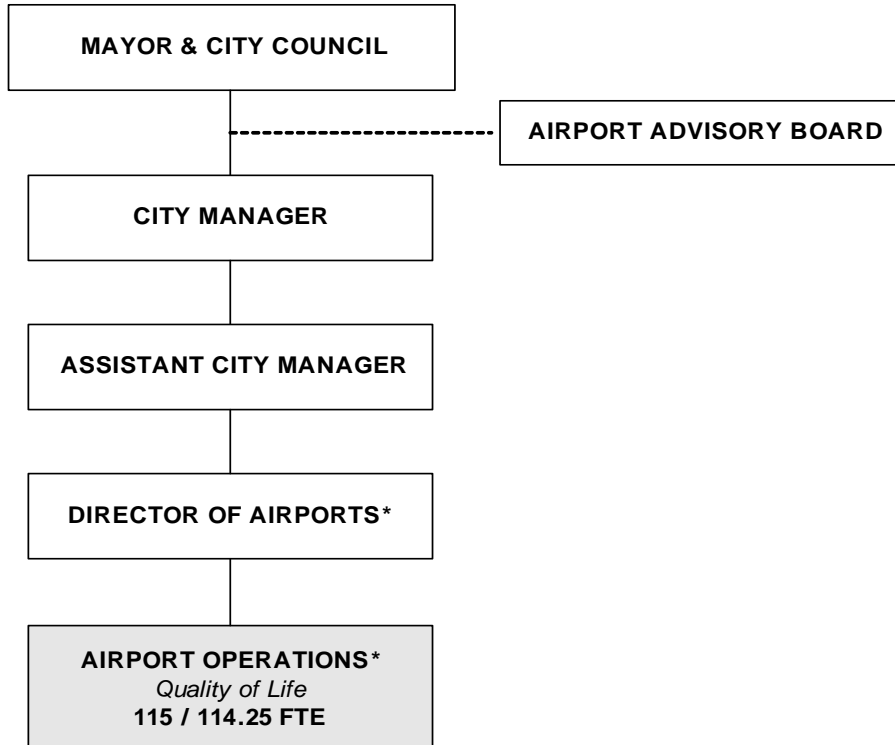 MAYOR & CITY COUNCIL
AIRPORT ADVISORY BOARD
CITY MANAGER
ASSISTANT CITY MANAGER
DIRECTOR OF AIRPORTS*
AIRPORT OPERATIONS*
Quality of Life
115 / 114.25 FTE